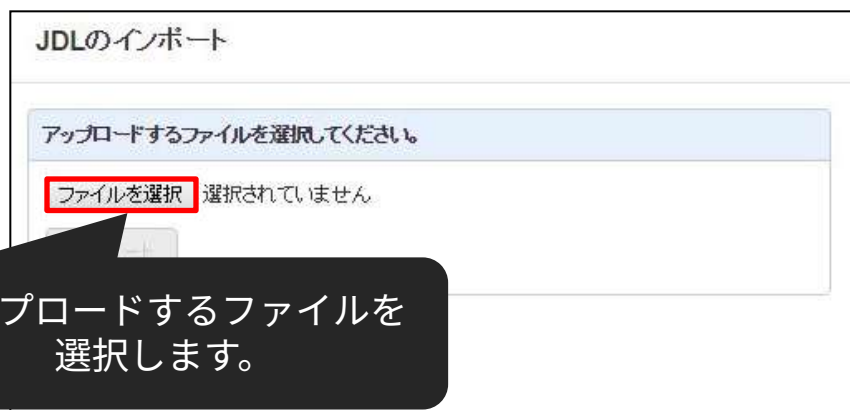 JDLのインポート
アップロードするファイルを選択してください。
ファイルを選択 選択されていません
プロードするファイルを
選択します。